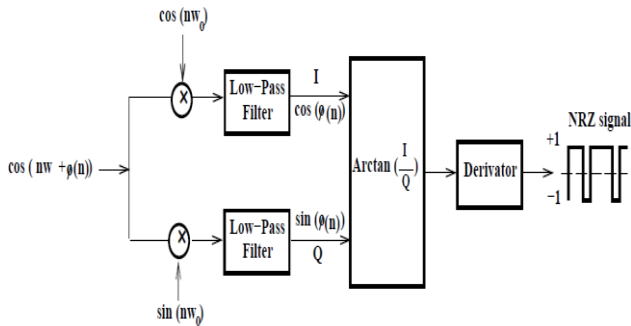 cos (nw₀)
I
Low-Pass
Filter
cos (ø(n))
NRZ signal
+1
cos ( nw +ø(n))
Arctan (I/Q)
Derivator
-1
sin (ø(n))
Low-Pass
Filter
Q
sin (nw₀)
x
x